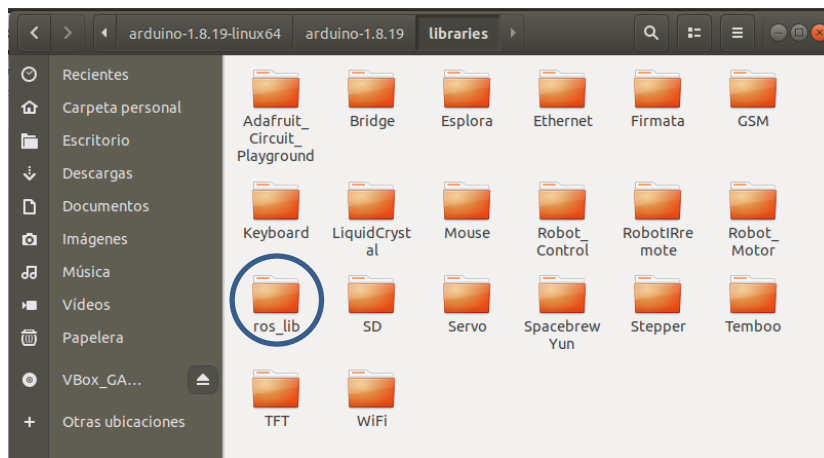 arduino-1.8.19-linux64 arduino-1.8.19 libraries
Recientes
Carpeta personal
Escritorio
Descargas
Documentos
Imágenes
Música
Vídeos
Papelera
VBox_GA...
Otras ubicaciones
Adafruit_
Circuit_
Playground
Bridge
Esplora
Ethernet
Firmata
GSM
Keyboard
LiquidCryst
al
Mouse
Robot_
Control
RobotIRre
mote
Robot_
Motor
ros_lib
SD
Servo
Spacebrew
Yun
Stepper
Temboo
TFT
WiFi